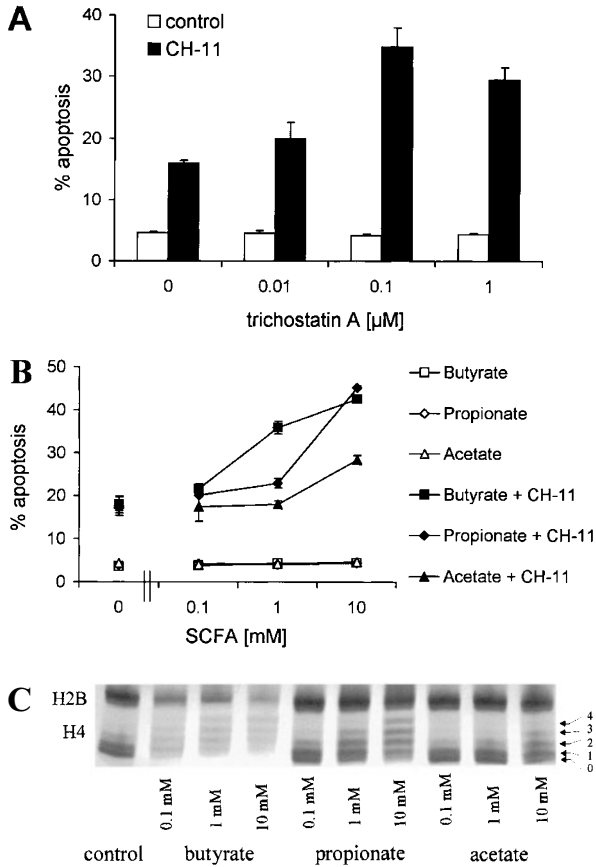 A
control
CH-11
% apoptosis
40
30
20
10
0
0 0.01 0.1 1
trichostatin A [µM]
B
% apoptosis
50
40
30
20
10
0
0 0.1 1 10
SCFA [mM]
Butyrate
Propionate
Acetate
Butyrate + CH-11
Propionate + CH-11
Acetate + CH-11
C
H2B
H4
4
3
2
1
0
0.1 mM 1 mM 10 mM 0.1 mM 1 mM 10 mM 0.1 mM 1 mM 10 mM
control butyrate propionate acetate